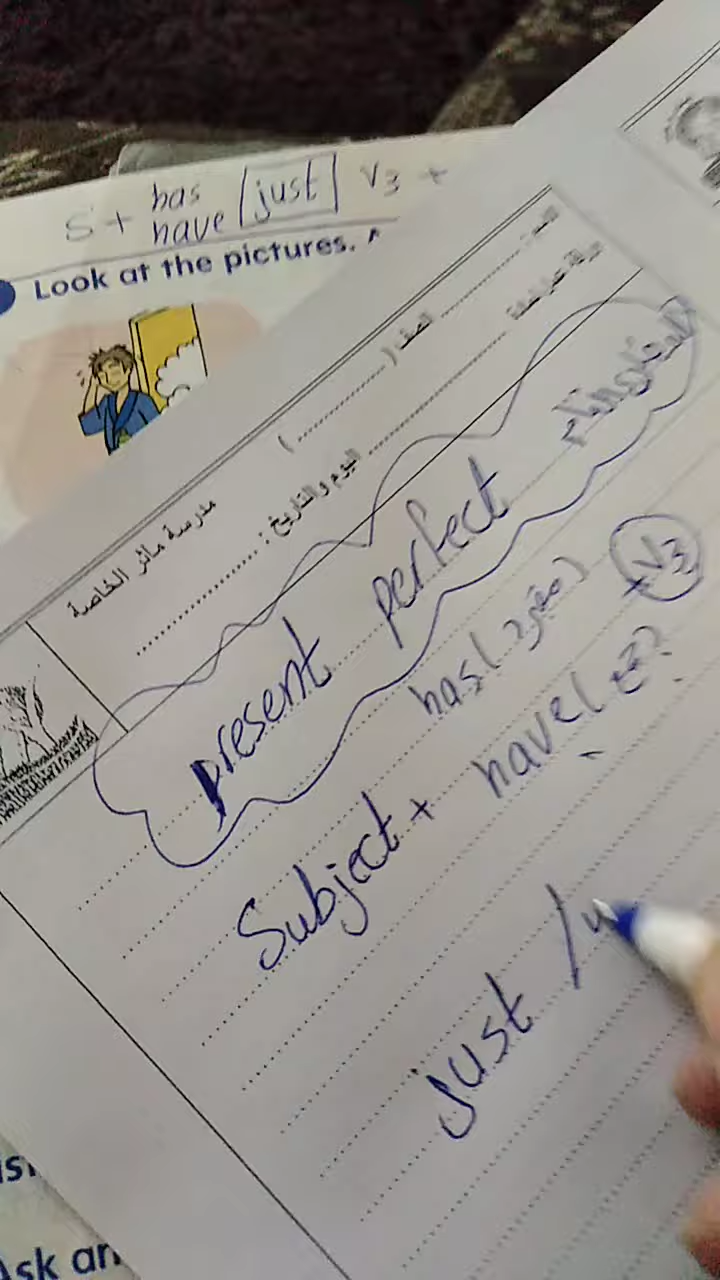 S + has
have / just / V3 +
Look at the pictures.
الصف ( ............ )
اليوم والتاريخ : ............
مدرسة مائر الخاصة
present perfect المضارع التام
has (مفرد)
Subject + have (جمع) + V3
just /
Ask an